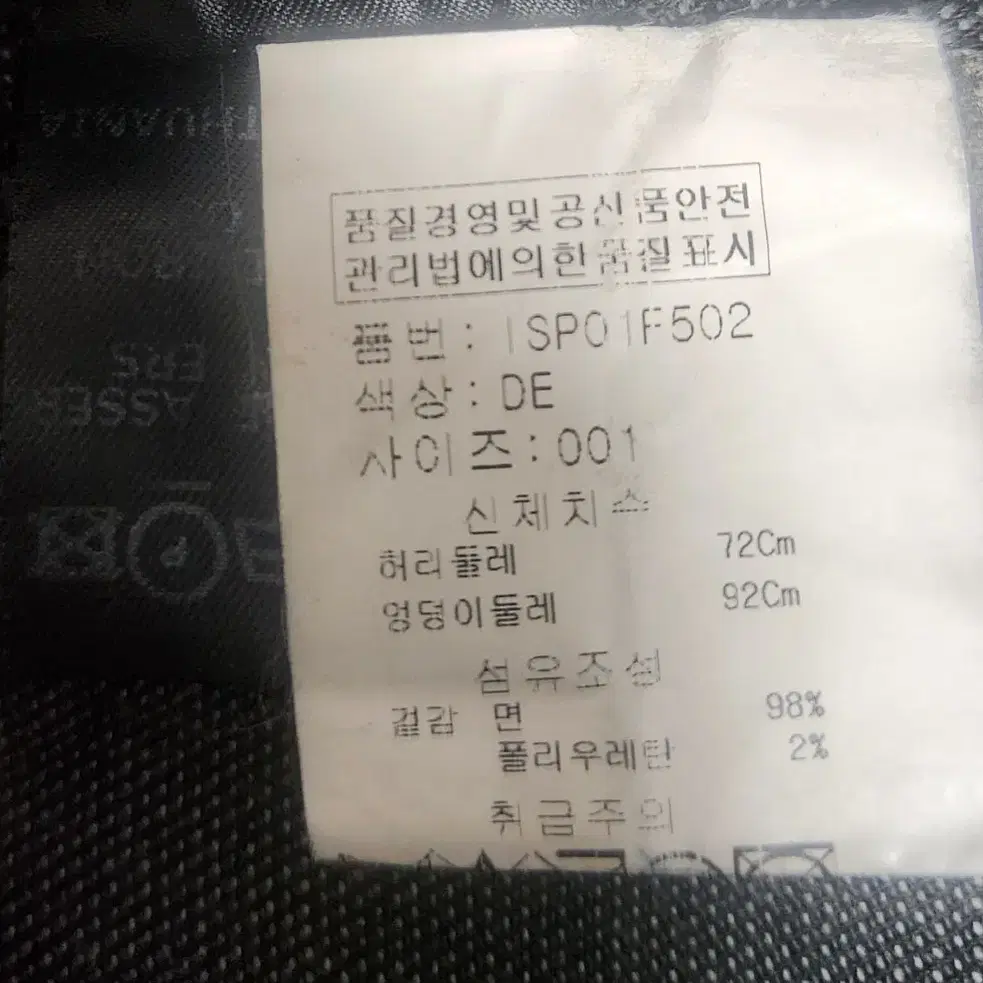 품질경영및공산품안전
관리법에의한품질표시
품번: ISP01F502
색상: DE
사이즈: 001
신체치수
허리둘레 72Cm
엉덩이둘레 92Cm
섬유조성
겉감 면 98%
폴리우레탄 2%
취급주의